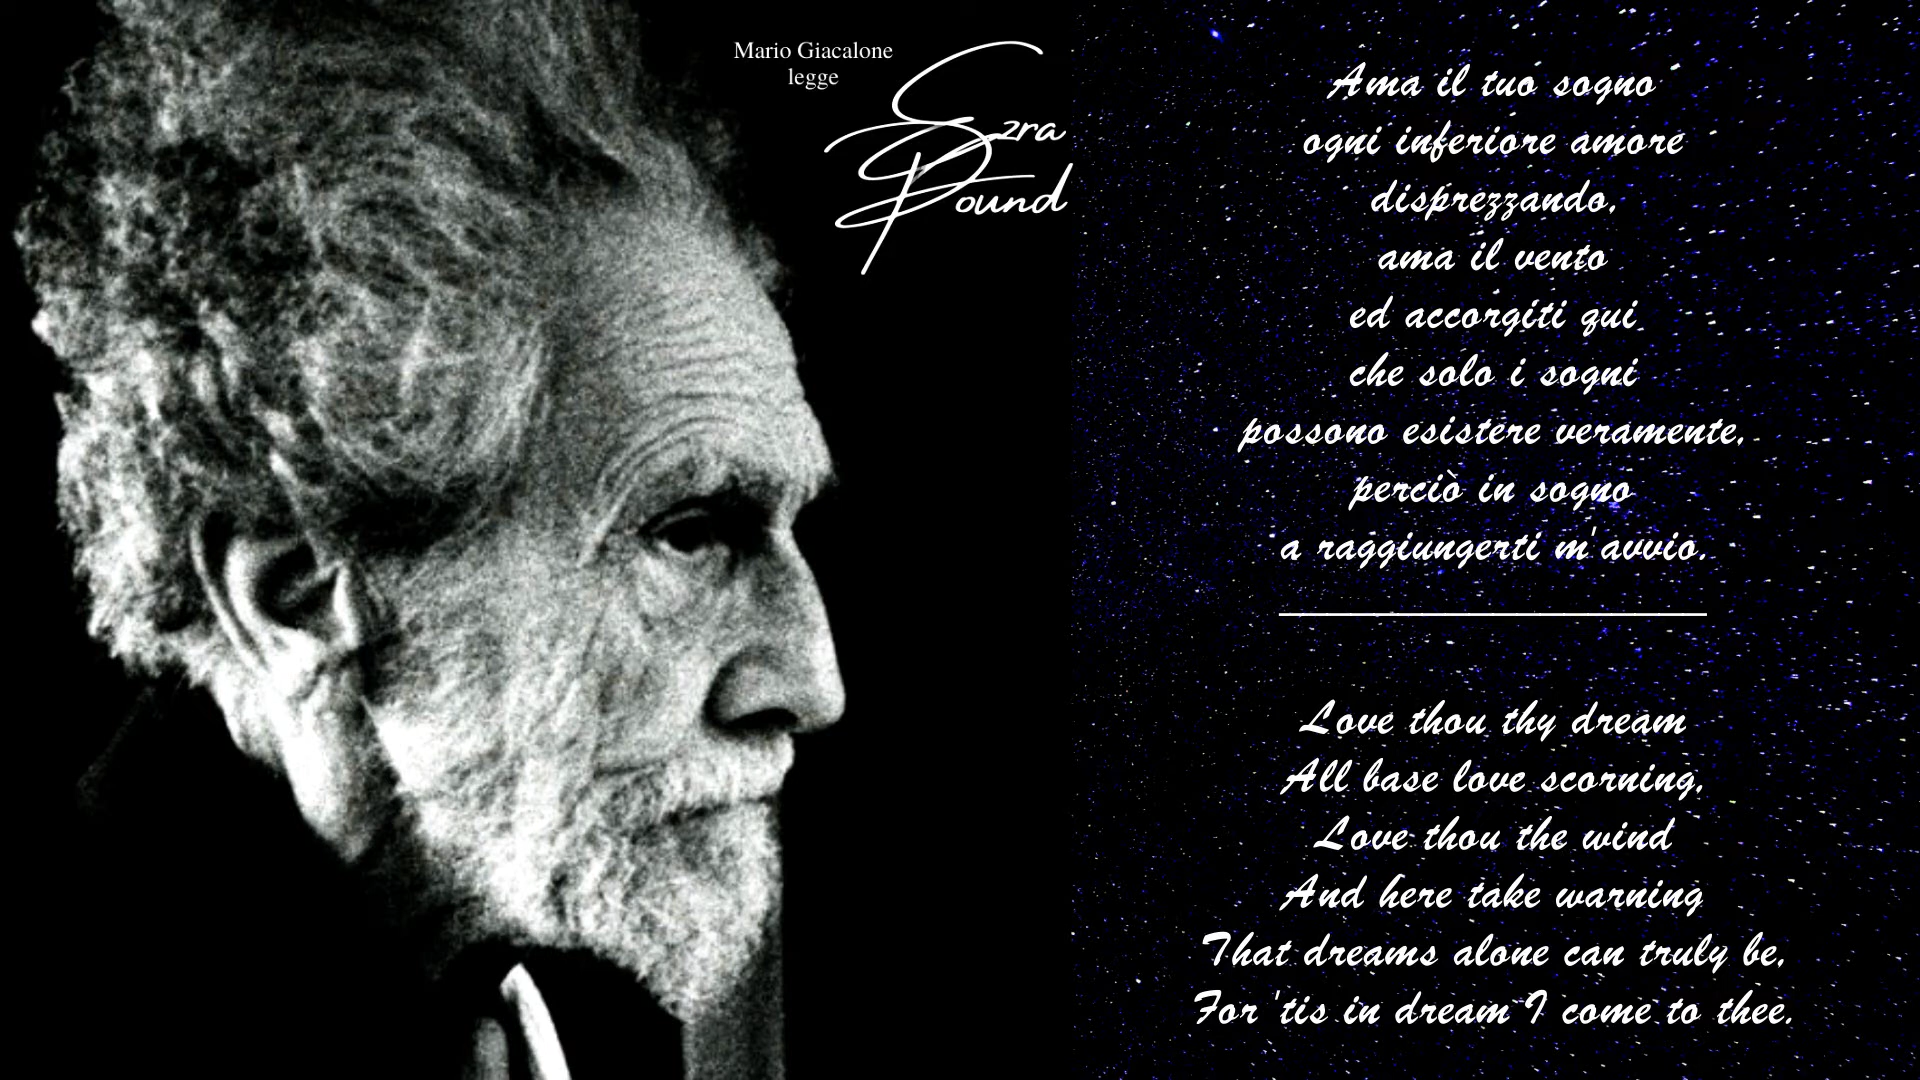 Mario Giacalone
legge
Ezra
Pound
Ama il tuo sogno
ogni inferiore amore
disprezzando,
ama il vento
ed accorgiti qui
che solo i sogni
possono esistere veramente,
perciò in sogno
a raggiungerti m'avvio.
Love thou thy dream
All base love scorning,
Love thou the wind
And here take warning
That dreams alone can truly be,
For 'tis in dream I come to thee.